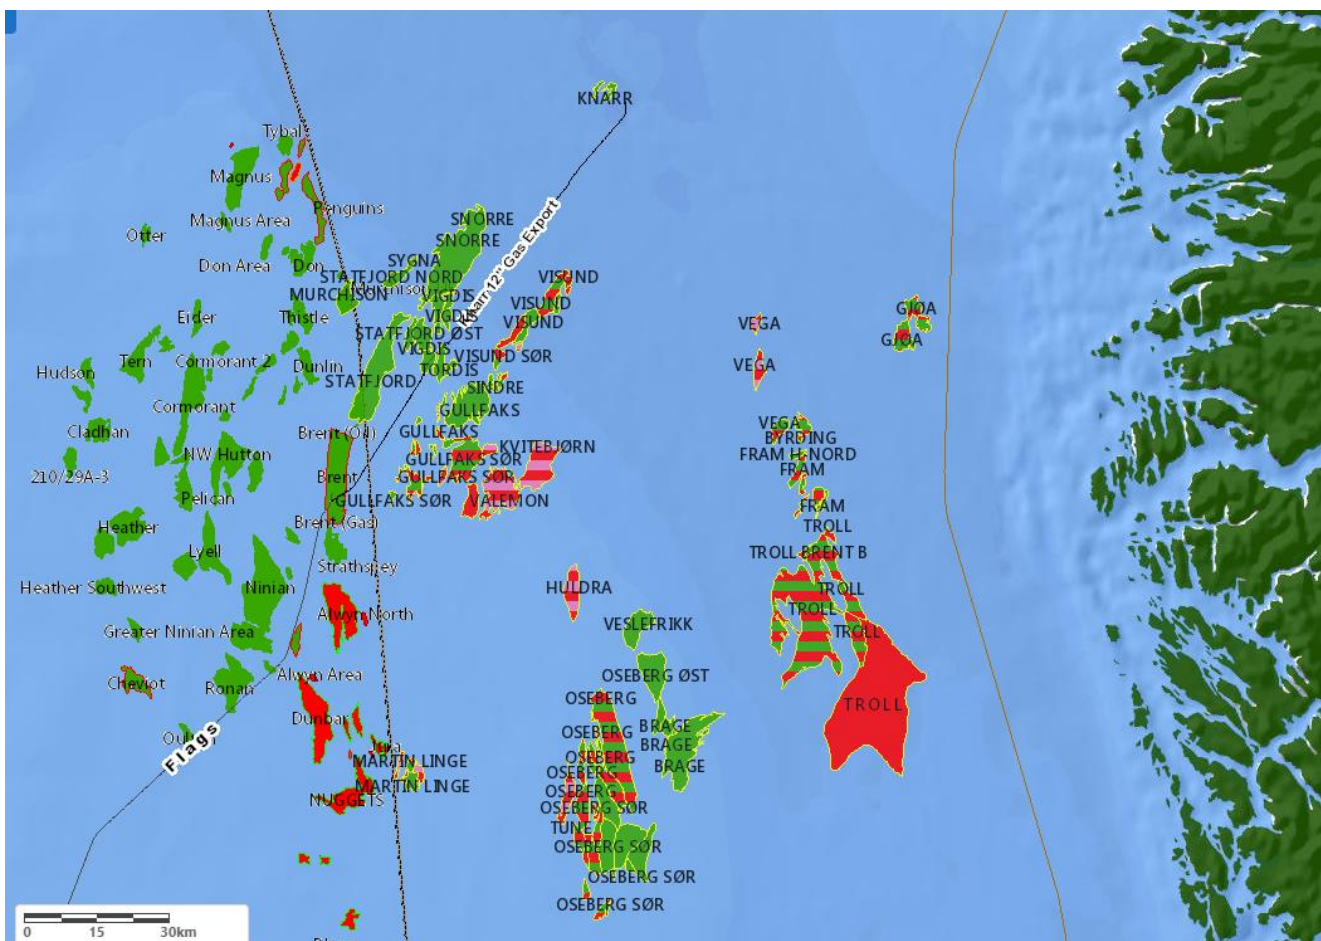 KNARR
Tybal
Magnus
Penguins
Magnus Area
SNORRE
Otter
SNORRE
Knarr 12" Gas Export
Don Area
Don
SYGNA
STATFJORD NORD
VISUND
Murchison
MURCHISON
VIGDIS
VISUND
Eider
Thistle
VIGDIS
VISUND
VEGA
GJØA
STATFJORD ØST
GJØA
VIGDIS
VISUND SØR
Tern
Cormorant 2
Dunlin
TORDIS
VEGA
Hudson
STATFJORD
SINDRE
Cormorant
GULLFAKS
VEGA
Cladhan
Brent (Oil)
GULLFAKS
BYRDING
KVITEBJØRN
NW Hutton
GULLFAKS SØR
FRAM H-NORD
210/29A-3
Brent
GULLFAKS SØR
FRAM
Pelican
GULLFAKS SØR
VALEMON
FRAM
Heather
Brent (Gas)
TROLL
Lyell
Strathspey
TROLL BRENT B
Heather Southwest
Ninian
HULDRA
TROLL
Alwyn North
TROLL
Greater Ninian Area
VESLEFRIKK
TROLL
Cheviot
Ronan
Alwyn Area
OSEBERG ØST
OSEBERG
TROLL
Dunbar
BRAGE
Flags
OSEBERG
Jura
BRAGE
MARTIN LINGE
OSEBERG
BRAGE
OSEBERG
MARTIN LINGE
OSEBERG
NUGGETS
OSEBERG SØR
TUNE
OSEBERG SØR
OSEBERG SØR
OSEBERG SØR
0 15 30km